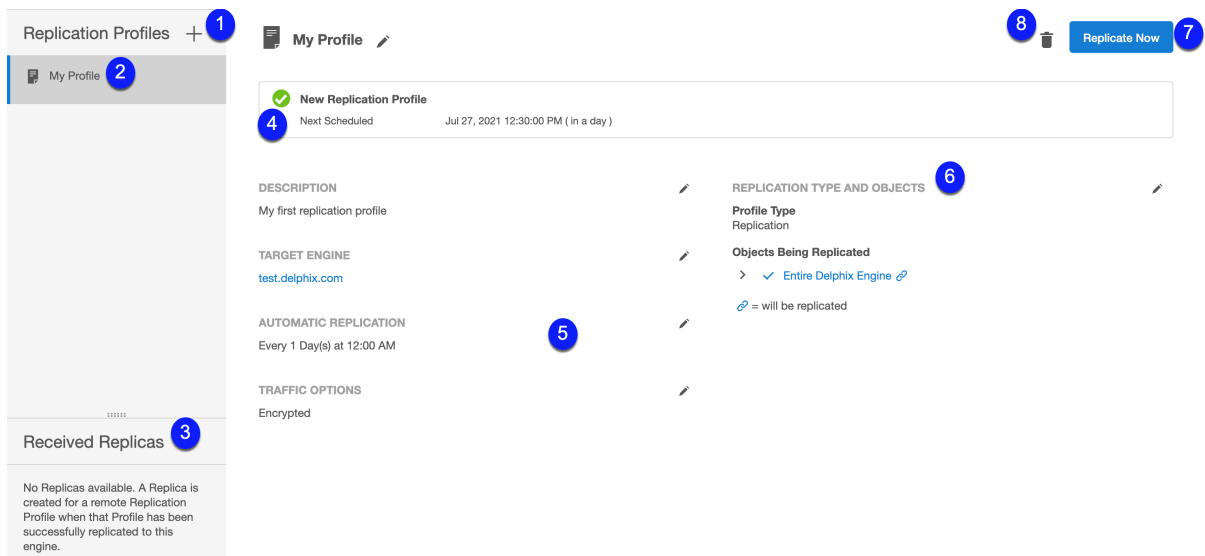 Replication Profiles + 1
My Profile 2
Received Replicas 3
No Replicas available. A Replica is
created for a remote Replication
Profile when that Profile has been
successfully replicated to this
engine.
My Profile
8
Replicate Now 7
New Replication Profile
4 Next Scheduled Jul 27, 2021 12:30:00 PM ( in a day )
DESCRIPTION
My first replication profile
TARGET ENGINE
test.delphix.com
AUTOMATIC REPLICATION
Every 1 Day(s) at 12:00 AM
5
TRAFFIC OPTIONS
Encrypted
REPLICATION TYPE AND OBJECTS 6
Profile Type
Replication
Objects Being Replicated
Entire Delphix Engine
= will be replicated